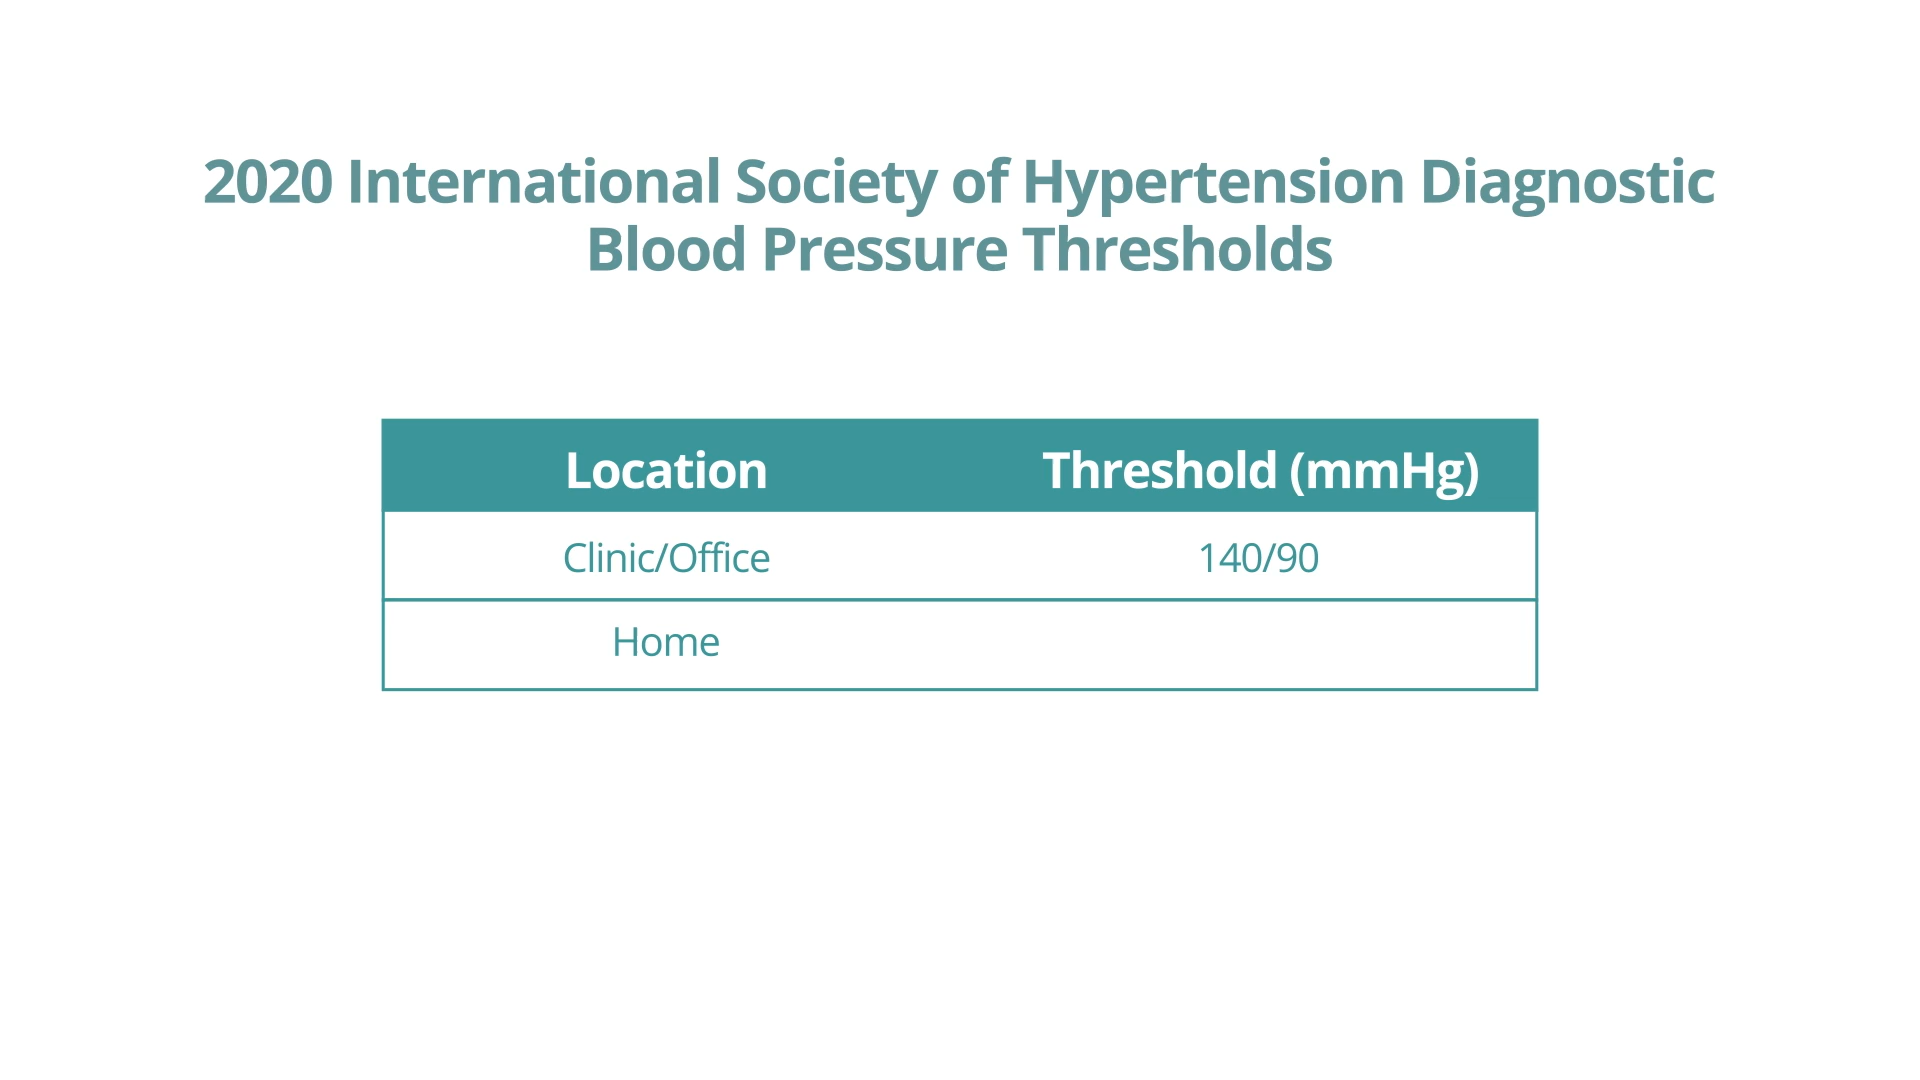 2020 International Society of Hypertension Diagnostic
Blood Pressure Thresholds
Location Threshold (mmHg)
Clinic/Office 140/90
Home